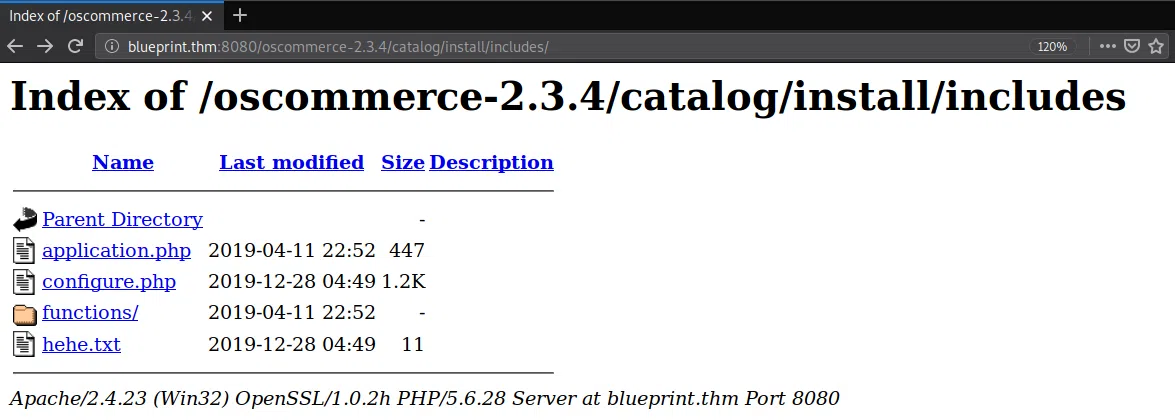 Index of /oscommerce-2.3.4
blueprint.thm:8080/oscommerce-2.3.4/catalog/install/includes/
120%
Index of /oscommerce-2.3.4/catalog/install/includes
Name Last modified Size Description
Parent Directory -
application.php 2019-04-11 22:52 447
configure.php 2019-12-28 04:49 1.2K
functions/ 2019-04-11 22:52 -
hehe.txt 2019-12-28 04:49 11
Apache/2.4.23 (Win32) OpenSSL/1.0.2h PHP/5.6.28 Server at blueprint.thm Port 8080